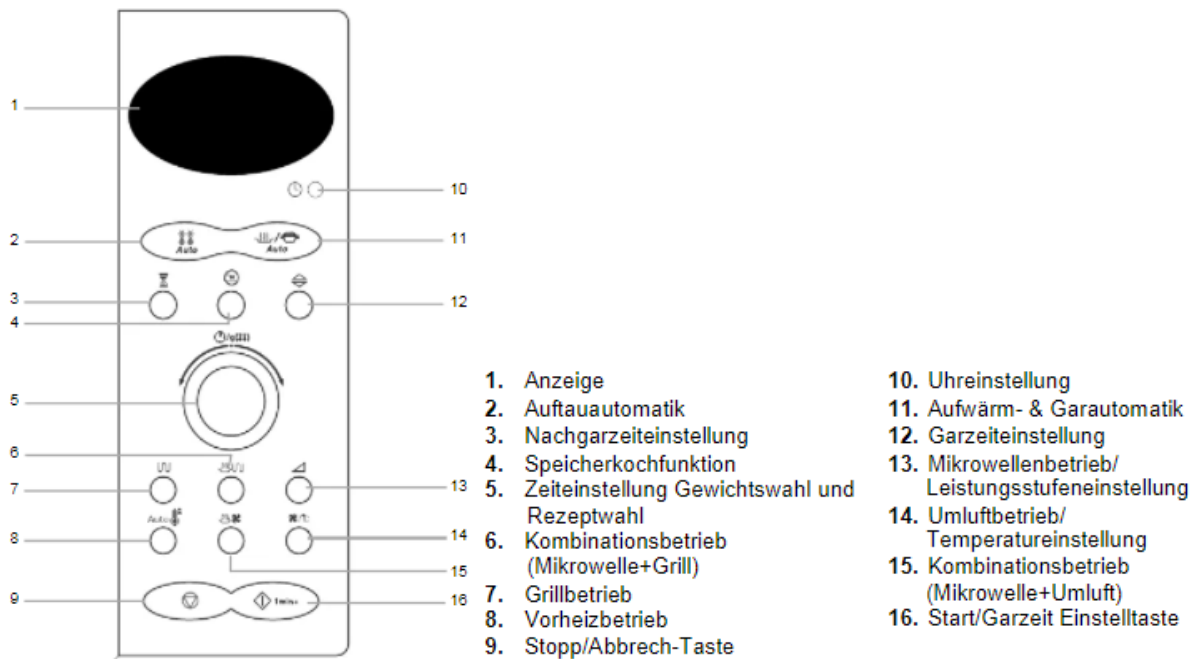 1
10
2
Auto
Auto
11
3
4
12
5
6
7
13
Auto
8
14
15
9
16
1. Anzeige
2. Auftauautomatik
3. Nachgarzeiteinstellung
4. Speicherkochfunktion
5. Zeiteinstellung Gewichtswahl und
Rezeptwahl
6. Kombinationsbetrieb
(Mikrowelle+Grill)
7. Grillbetrieb
8. Vorheizbetrieb
9. Stopp/Abbrech-Taste
10. Uhreinstellung
11. Aufwärm- & Garautomatik
12. Garzeiteinstellung
13. Mikrowellenbetrieb/
Leistungsstufeneinstellung
14. Umluftbetrieb/
Temperatureinstellung
15. Kombinationsbetrieb
(Mikrowelle+Umluft)
16. Start/Garzeit Einstelltaste